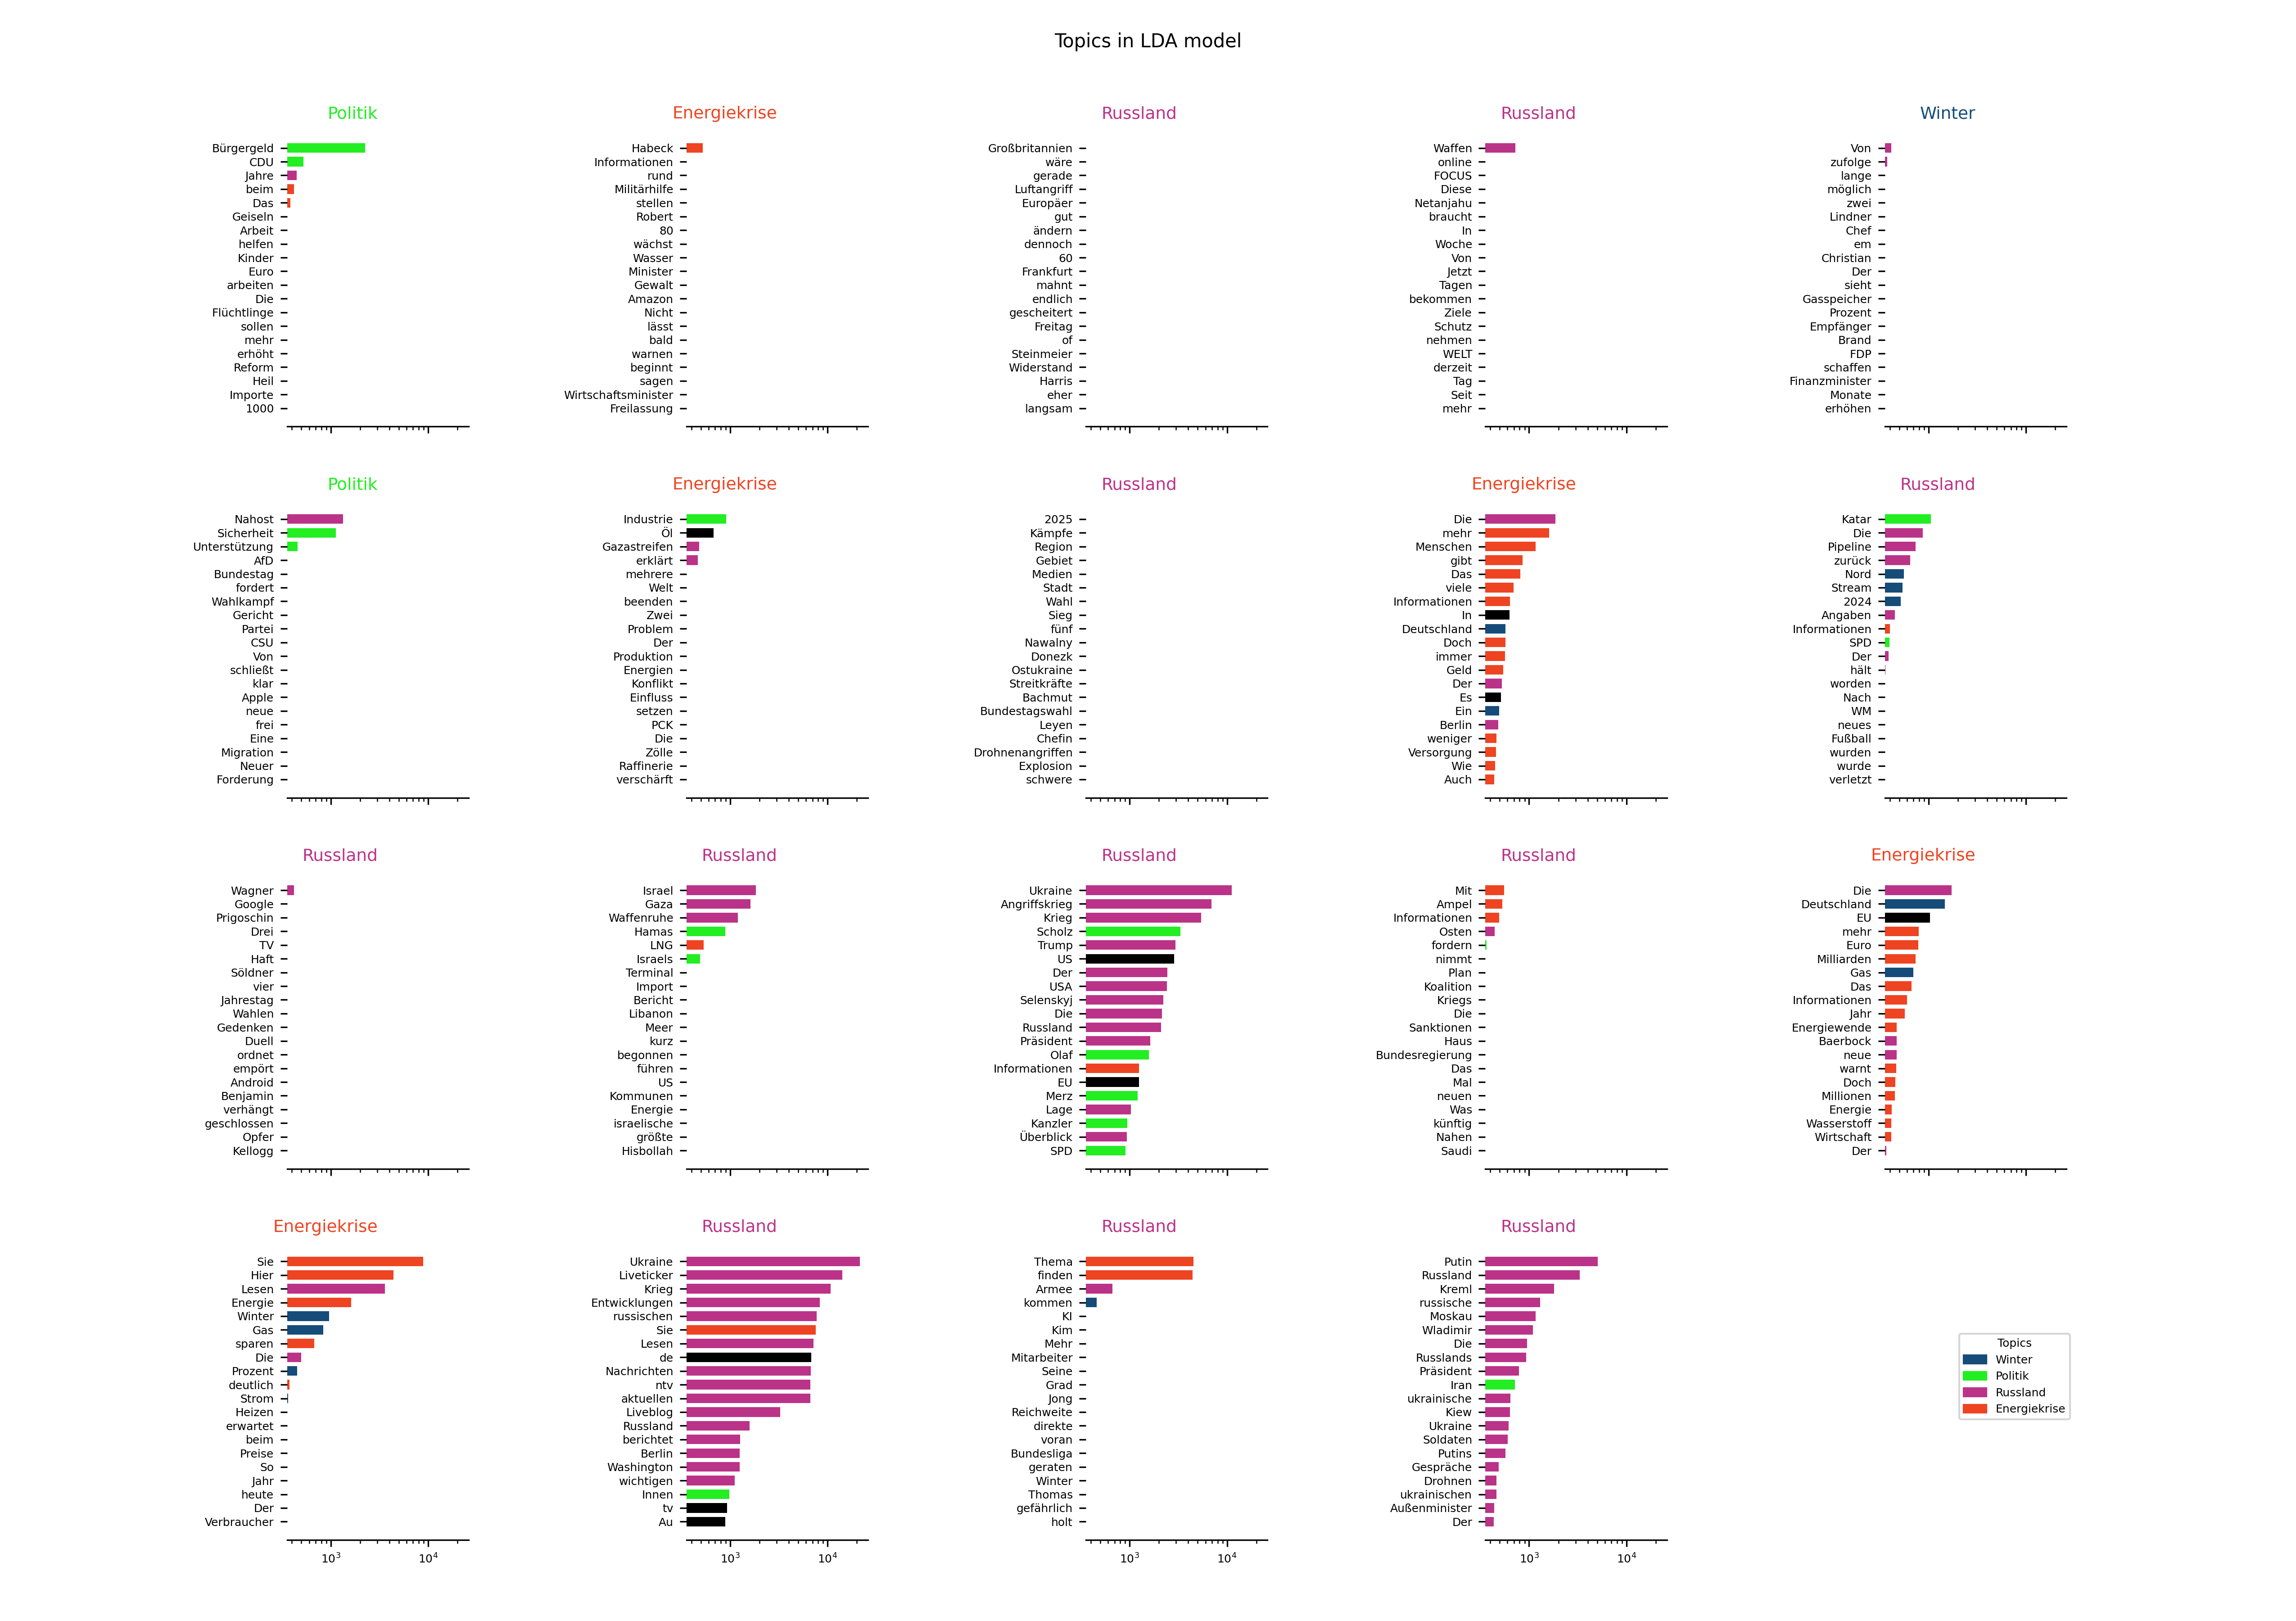 Topics in LDA model
Politik
Bürgergeld
CDU
Jahre
beim
Das
Geiseln
Arbeit
helfen
Kinder
Euro
arbeiten
Die
Flüchtlinge
sollen
mehr
erhöht
Reform
Heil
Importe
1000
Energiekrise
Habeck
Informationen
rund
Militärhilfe
stellen
Robert
80
wächst
Wasser
Minister
Gewalt
Amazon
Nicht
lässt
bald
warnen
beginnt
sagen
Wirtschaftsminister
Freilassung
Russland
Großbritannien
wäre
gerade
Luftangriff
Europäer
gut
ändern
dennoch
60
Frankfurt
mahnt
endlich
gescheitert
Freitag
of
Steinmeier
Widerstand
Harris
eher
langsam
Russland
Waffen
online
FOCUS
Diese
Netanjahu
braucht
In
Woche
Von
Jetzt
Tagen
bekommen
Ziele
Schutz
nehmen
WELT
derzeit
Tag
Seit
mehr
Winter
Von
zufolge
lange
möglich
zwei
Lindner
Chef
em
Christian
Der
sieht
Gasspeicher
Prozent
Empfänger
Brand
FDP
schaffen
Finanzminister
Monate
erhöhen
Politik
Nahost
Sicherheit
Unterstützung
AfD
Bundestag
fordert
Wahlkampf
Gericht
Partei
CSU
Von
schließt
klar
Apple
neue
frei
Eine
Migration
Neuer
Forderung
Energiekrise
Industrie
Öl
Gazastreifen
erklärt
mehrere
Welt
beenden
Zwei
Problem
Der
Produktion
Energien
Konflikt
Einfluss
setzen
PCK
Die
Zölle
Raffinerie
verschärft
Russland
2025
Kämpfe
Region
Gebiet
Medien
Stadt
Wahl
Sieg
fünf
Nawalny
Donezk
Ostukraine
Streitkräfte
Bachmut
Bundestagswahl
Leyen
Chefin
Drohnenangriffen
Explosion
schwere
Energiekrise
Die
mehr
Menschen
gibt
Das
viele
Informationen
In
Deutschland
Doch
immer
Geld
Der
Es
Ein
Berlin
weniger
Versorgung
Wie
Auch
Russland
Katar
Die
Pipeline
zurück
Nord
Stream
2024
Angaben
Informationen
SPD
Der
hält
worden
Nach
WM
neues
Fußball
wurden
wurde
verletzt
Russland
Wagner
Google
Prigoschin
Drei
TV
Haft
Söldner
vier
Jahrestag
Wahlen
Gedenken
Duell
ordnet
empört
Android
Benjamin
verhängt
geschlossen
Opfer
Kellogg
Russland
Israel
Gaza
Waffenruhe
Hamas
LNG
Israels
Terminal
Import
Bericht
Libanon
Meer
kurz
begonnen
führen
US
Kommunen
Energie
israelische
größte
Hisbollah
Russland
Ukraine
Angriffskrieg
Krieg
Scholz
Trump
US
Der
USA
Selenskyj
Die
Russland
Präsident
Olaf
Informationen
EU
Merz
Lage
Kanzler
Überblick
SPD
Russland
Mit
Ampel
Informationen
Osten
fordern
nimmt
Plan
Koalition
Kriegs
Die
Sanktionen
Haus
Bundesregierung
Das
Mal
neuen
Was
künftig
Nahen
Saudi
Energiekrise
Die
Deutschland
EU
mehr
Euro
Milliarden
Gas
Das
Informationen
Jahr
Energiewende
Baerbock
neue
warnt
Doch
Millionen
Energie
Wasserstoff
Wirtschaft
Der
Energiekrise
Sie
Hier
Lesen
Energie
Winter
Gas
sparen
Die
Prozent
deutlich
Strom
Heizen
erwartet
beim
Preise
So
Jahr
heute
Der
Verbraucher
10³ 10⁴
Russland
Ukraine
Liveticker
Krieg
Entwicklungen
russischen
Sie
Lesen
de
Nachrichten
ntv
aktuellen
Liveblog
Russland
berichtet
Berlin
Washington
wichtigen
Innen
tv
Au
10³ 10⁴
Russland
Thema
finden
Armee
kommen
KI
Kim
Mehr
Mitarbeiter
Seine
Grad
Jong
Reichweite
direkte
voran
Bundesliga
geraten
Winter
Thomas
gefährlich
holt
10³ 10⁴
Russland
Putin
Russland
Kreml
russische
Moskau
Wladimir
Die
Russlands
Präsident
Iran
ukrainische
Kiew
Ukraine
Soldaten
Putins
Gespräche
Drohnen
ukrainischen
Außenminister
Der
10³ 10⁴
Topics
Winter
Politik
Russland
Energiekrise